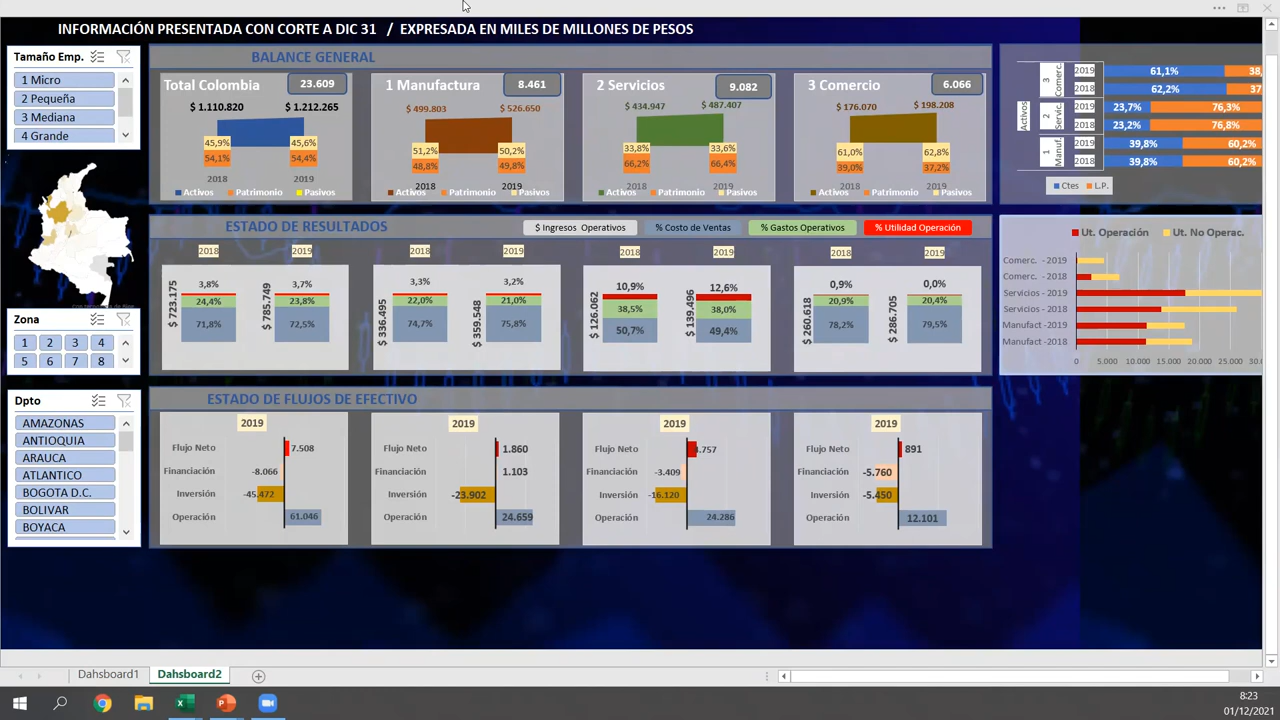 INFORMACIÓN PRESENTADA CON CORTE A DIC 31 / EXPRESADA EN MILES DE MILLONES DE PESOS
Tamaño Emp.
1 Micro
2 Pequeña
3 Mediana
4 Grande
Zona
1 2 3 4
5 6 7 8
Dpto
AMAZONAS
ANTIOQUIA
ARAUCA
ATLANTICO
BOGOTA D.C.
BOLIVAR
BOYACA
BALANCE GENERAL
Total Colombia 23.609
$ 1.110.820 $ 1.212.265
45,9% 45,6%
54,1% 54,4%
2018 2019
Activos Patrimonio Pasivos
1 Manufactura 8.461
$ 499.803 $ 526.650
51,2% 50,2%
48,8% 49,8%
2018 2019
Activos Patrimonio Pasivos
2 Servicios 9.082
$ 434.947 $ 487.407
33,8% 33,6%
66,2% 66,4%
2018 2019
Activos Patrimonio Pasivos
3 Comercio 6.066
$ 176.070 $ 198.208
61,0% 62,8%
39,0% 37,2%
2018 2019
Activos Patrimonio Pasivos
ESTADO DE RESULTADOS
$ Ingresos Operativos % Costo de Ventas % Gastos Operativos % Utilidad Operación
2018 2019
$ 723.175 3,8% 24,4% 71,8%
$ 785.749 3,7% 23,8% 72,5%
2018 2019
$ 336.495 3,3% 22,0% 74,7%
$ 359.548 3,2% 21,0% 75,8%
2018 2019
$ 126.062 10,9% 38,5% 50,7%
$ 139.496 12,6% 38,0% 49,4%
2018 2019
$ 260.618 0,9% 20,9% 78,2%
$ 286.705 0,0% 20,4% 79,5%
ESTADO DE FLUJOS DE EFECTIVO
2019
Flujo Neto 7.508
Financiación -8.066
Inversión -45.472
Operación 61.046
2019
Flujo Neto 1.860
Financiación 1.103
Inversión -23.902
Operación 24.659
2019
Flujo Neto .757
Financiación -3.409
Inversión -16.120
Operación 24.286
2019
Flujo Neto 891
Financiación -5.760
Inversión -5.450
Operación 12.101
Activos
3 Comerc.
2019 61,1% 38,
2018 62,2% 37,
2 Servic.
2019 23,7% 76,3%
2018 23,2% 76,8%
1 Manuf.
2019 39,8% 60,2%
2018 39,8% 60,2%
Ctes L.P.
Ut. Operación Ut. No Operac.
Comerc. - 2019
Comerc. - 2018
Servicios - 2019
Servicios - 2018
Manufact -2019
Manufact -2018
0 5.000 10.000 15.000 20.000 25.000 30.
Dahsboard1 Dahsboard2
8:23
01/12/2021